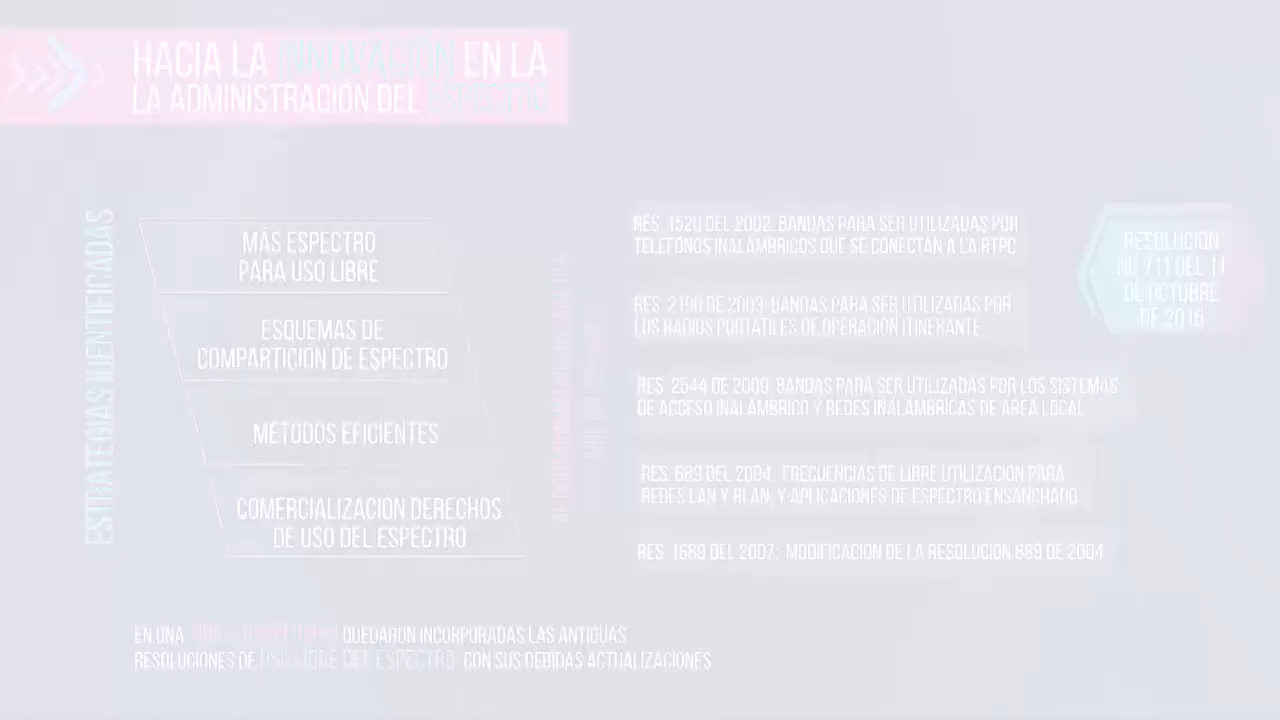 HACIA LA INNOVACIÓN EN LA
LA ADMINISTRACIÓN DEL ESPECTRO
ESTRATEGIAS IDENTIFICADAS
MÁS ESPECTRO
PARA USO LIBRE
ESQUEMAS DE
COMPARTICIÓN DE ESPECTRO
MÉTODOS EFICIENTES
COMERCIALIZACIÓN DERECHOS
DE USO DEL ESPECTRO
RES. 1520 DEL 2002: BANDAS PARA SER UTILIZADAS POR
TELÉFONOS INALÁMBRICOS QUE SE CONECTAN A LA RTPC
RES. 2190 DE 2003: BANDAS PARA SER UTILIZADAS POR
LOS RADIOS PORTÁTILES DE OPERACIÓN ITINERANTE
RES. 2544 DE 2009: BANDAS PARA SER UTILIZADAS POR LOS SISTEMAS
DE ACCESO INALÁMBRICO Y REDES INALÁMBRICAS DE ÁREA LOCAL
RES. 689 DEL 2004: FRECUENCIAS DE LIBRE UTILIZACIÓN PARA
REDES LAN Y RLAN, Y APLICACIONES DE ESPECTRO ENSANCHADO
RES. 1689 DEL 2007: MODIFICACIÓN DE LA RESOLUCIÓN 689 DE 2004
RESOLUCIÓN
NO 711 DEL 11
DE OCTUBRE
DE 2016
EN UNA QUEDARON INCORPORADAS LAS ANTIGUAS
RESOLUCIONES DE USO LIBRE DEL ESPECTRO CON SUS DEBIDAS ACTUALIZACIONES